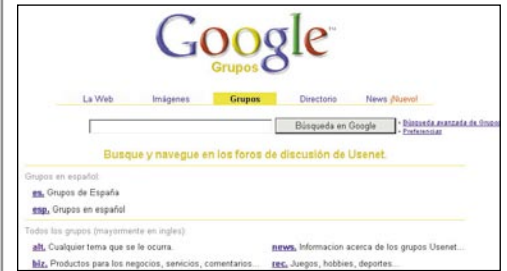 Google™
Grupos
La Web Imágenes Grupos Directorio News ¡Nuevo!
Búsqueda en Google
• Búsqueda avanzada de Grupos
• Preferencias
Busque y navegue en los foros de discusión de Usenet.
Grupos en español:
es. Grupos de España
esp. Grupos en español
Todos los grupos (mayormente en ingles):
alt. Cualquier tema que se le ocurra. news. Informacion acerca de los grupos Usenet...
biz. Productos para los negocios, servicios, comentarios... rec. Juegos, hobbies, deportes...